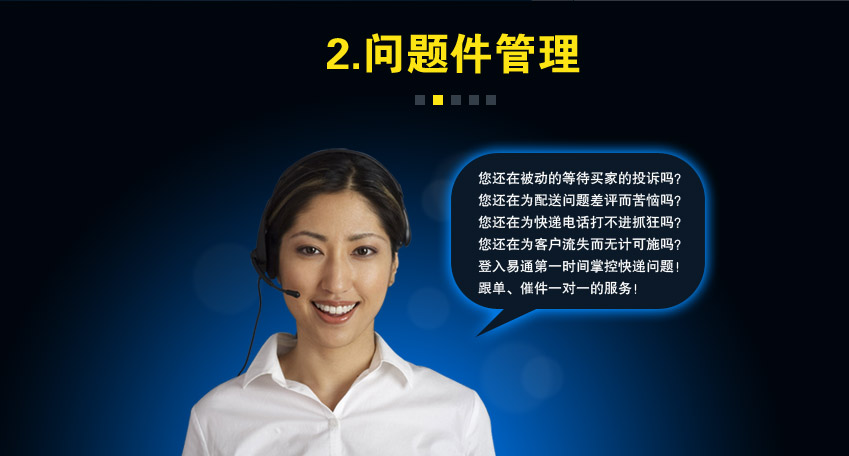 2.问题件管理
您还在被动的等待买家的投诉吗?
您还在为配送问题差评而苦恼吗?
您还在为快递电话打不进抓狂吗?
您还在为客户流失而无计可施吗?
登入易通第一时间掌控快递问题!
跟单、催件一对一的服务!